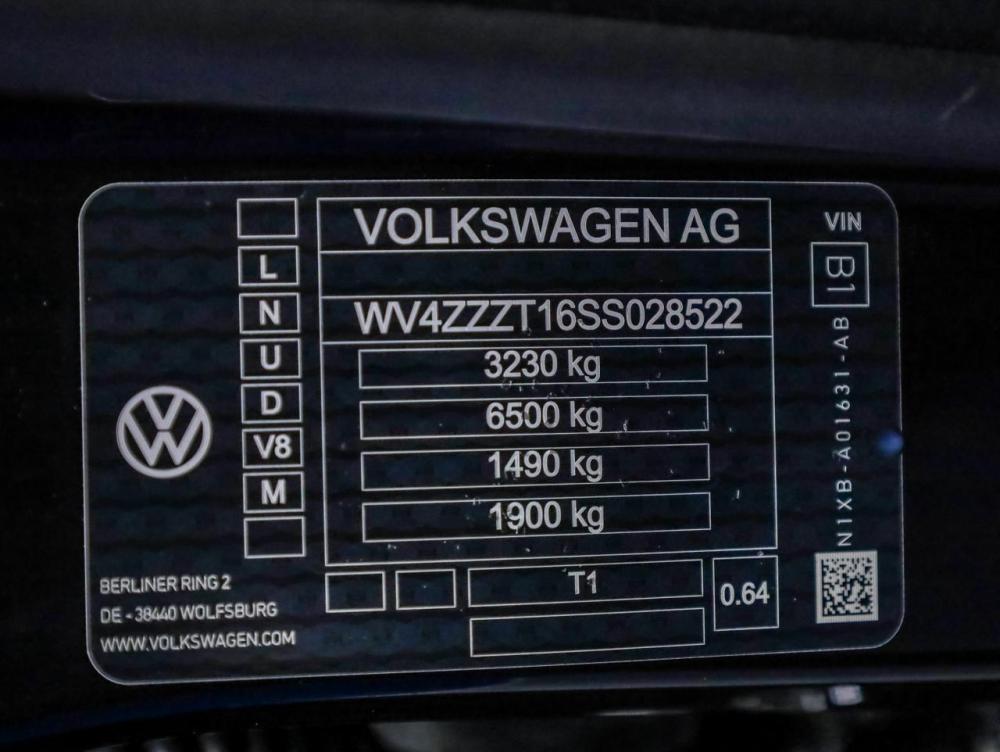 VOLKSWAGEN AG
WV4ZZZT16SS028522
3230 kg
6500 kg
1490 kg
1900 kg
T1
0.64
L
N
U
D
V8
M
BERLINER RING 2
DE - 38440 WOLFSBURG
WWW.VOLKSWAGEN.COM
VIN
B1
N1XB-A01631-AB